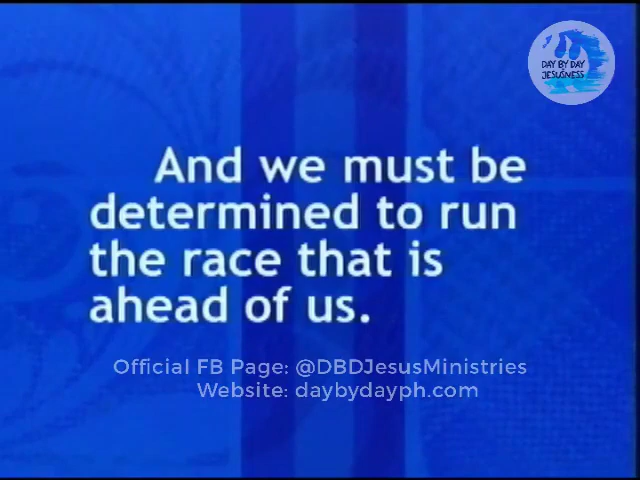 DAY BY DAY
JESUSNESS
And we must be
determined to run
the race that is
ahead of us.
Official FB Page: @DBDJesusMinistries
Website: daybydayph.com